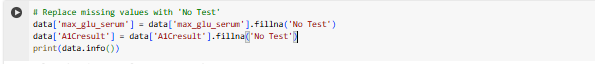 # Replace missing values with 'No Test'
data['max_glu_serum'] = data['max_glu_serum'].fillna('No Test')
data['A1Cresult'] = data['A1Cresult'].fillna('No Test')
print(data.info())